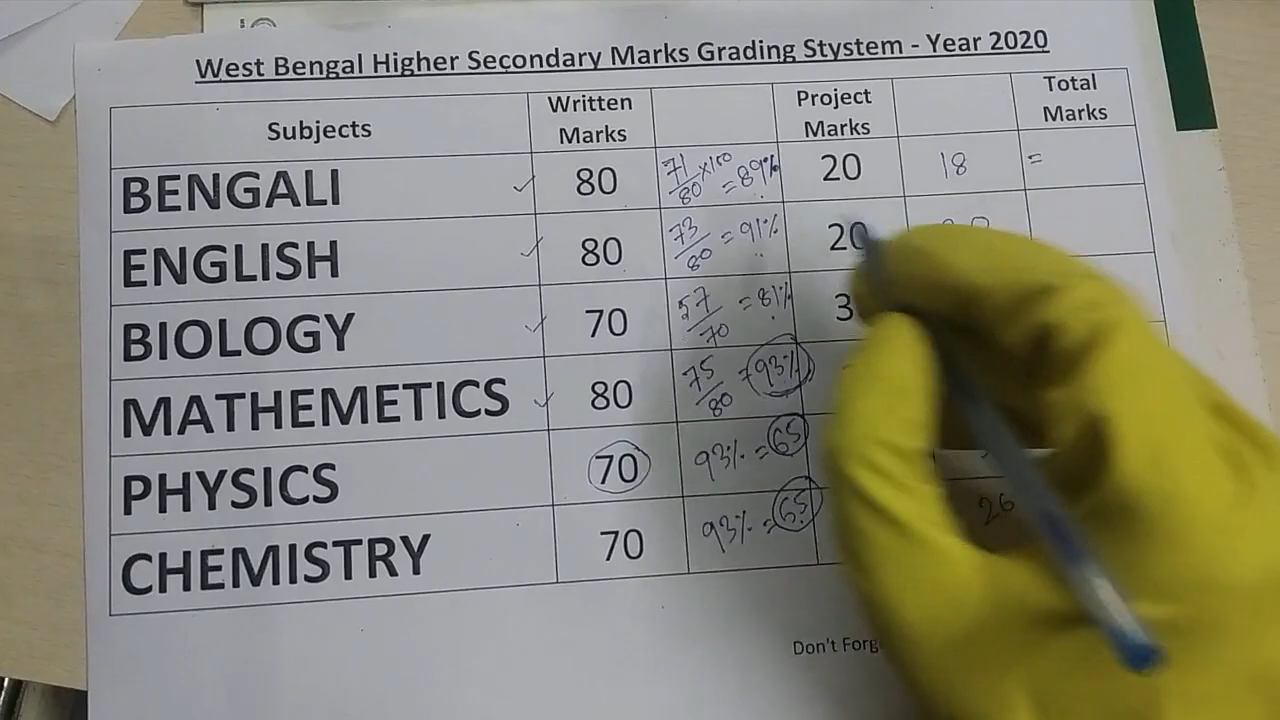 West Bengal Higher Secondary Marks Grading Stystem - Year 2020
Subjects Written Marks Project Marks Total Marks
BENGALI 80 71/80 ×100 = 89% 20 18 =
ENGLISH 80 73/80 = 91% 20
BIOLOGY 70 57/70 = 81% 3
MATHEMETICS 80 75/80 = 93%
PHYSICS 70 93% = 65
CHEMISTRY 70 93% = 65 26
Don't Forg